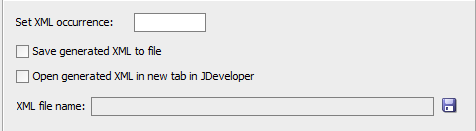 Set XML occurrence:
Save generated XML to file
Open generated XML in new tab in JDeveloper
XML file name: